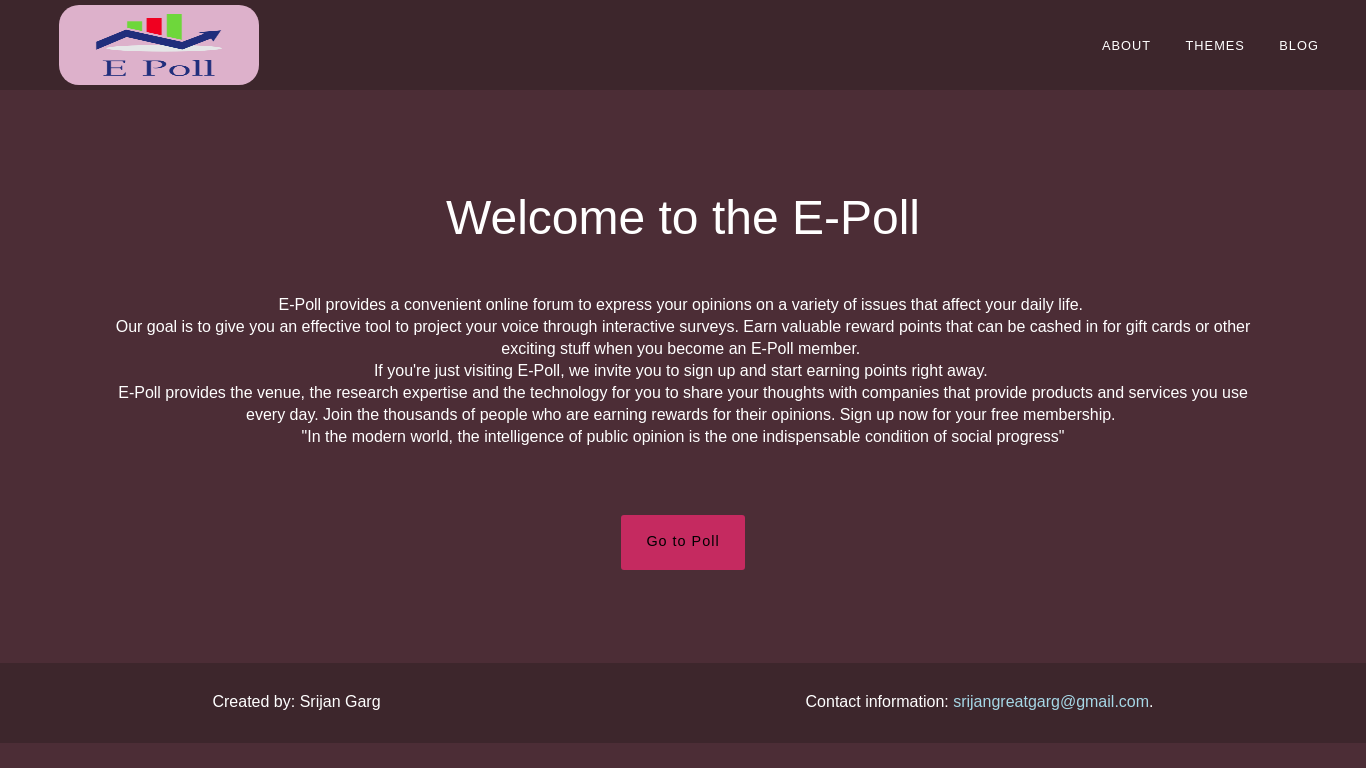 E Poll
ABOUT
THEMES
BLOG
Welcome to the E-Poll
E-Poll provides a convenient online forum to express your opinions on a variety of issues that affect your daily life.
Our goal is to give you an effective tool to project your voice through interactive surveys. Earn valuable reward points that can be cashed in for gift cards or other
exciting stuff when you become an E-Poll member.
If you're just visiting E-Poll, we invite you to sign up and start earning points right away.
E-Poll provides the venue, the research expertise and the technology for you to share your thoughts with companies that provide products and services you use
every day. Join the thousands of people who are earning rewards for their opinions. Sign up now for your free membership.
"In the modern world, the intelligence of public opinion is the one indispensable condition of social progress"
Go to Poll
Created by: Srijan Garg
Contact information: srijangreatgarg@gmail.com.